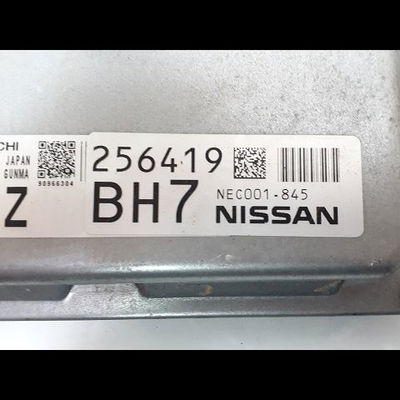 CHI
JAPAN
GUNMA
90966304
Z
256419
BH7
NEC001-845
NISSAN